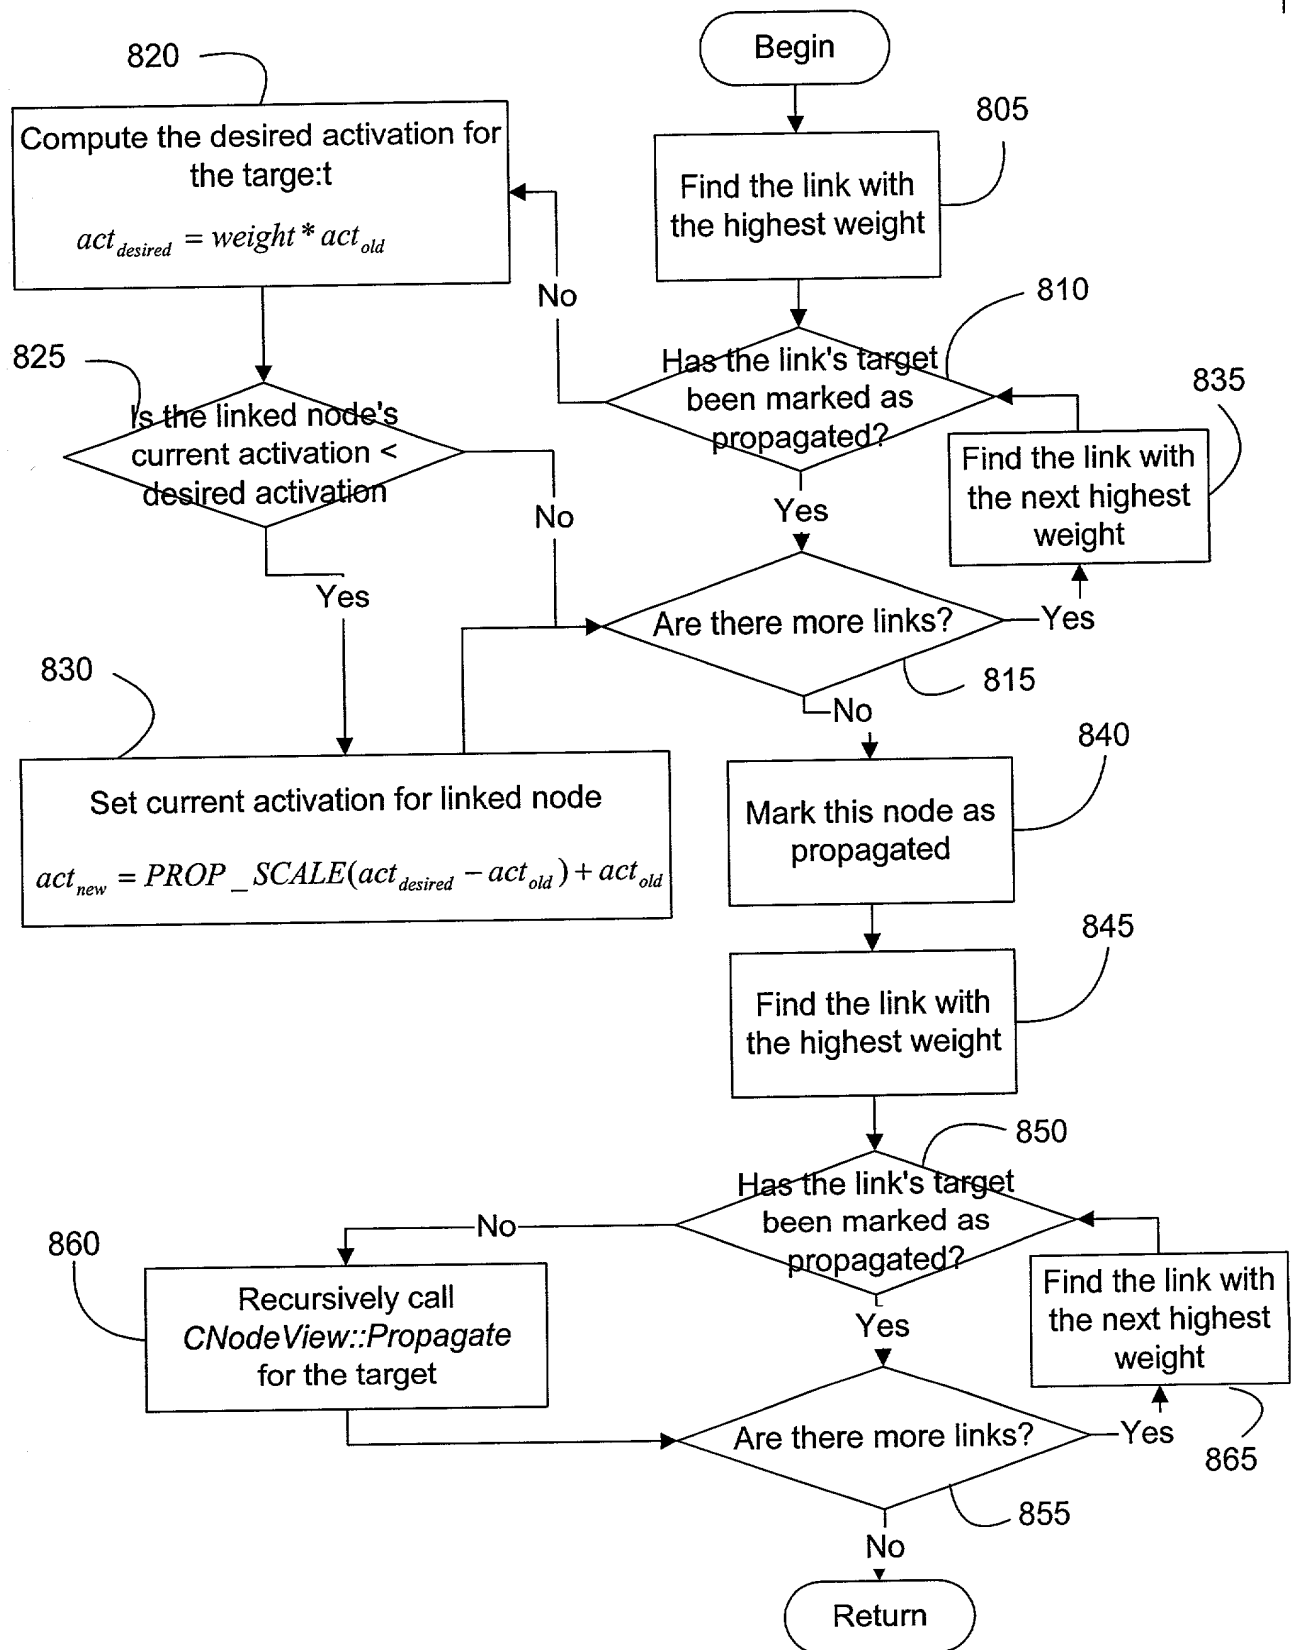 Begin
820
805
Compute the desired activation for
the targe:t
act_desired = weight * act_old
Find the link with
the highest weight
No
810
825
Has the link's target
been marked as
propagated?
835
Is the linked node's
current activation <
desired activation
Find the link with
the next highest
weight
No
Yes
Yes
Are there more links?
Yes
815
830
No
840
Set current activation for linked node
act_new = PROP_SCALE(act_desired − act_old) + act_old
Mark this node as
propagated
845
Find the link with
the highest weight
850
Has the link's target
been marked as
propagated?
No
860
Recursively call
CNodeView::Propagate
for the target
Find the link with
the next highest
weight
Yes
Are there more links?
Yes
865
855
No
Return